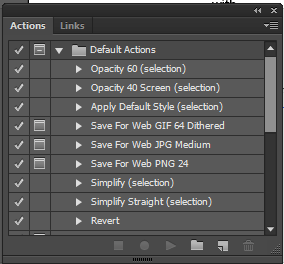 with
Actions Links
Default Actions
Opacity 60 (selection)
Opacity 40 Screen (selection)
Apply Default Style (selection)
Save For Web GIF 64 Dithered
Save For Web JPG Medium
Save For Web PNG 24
Simplify (selection)
Simplify Straight (selection)
Revert